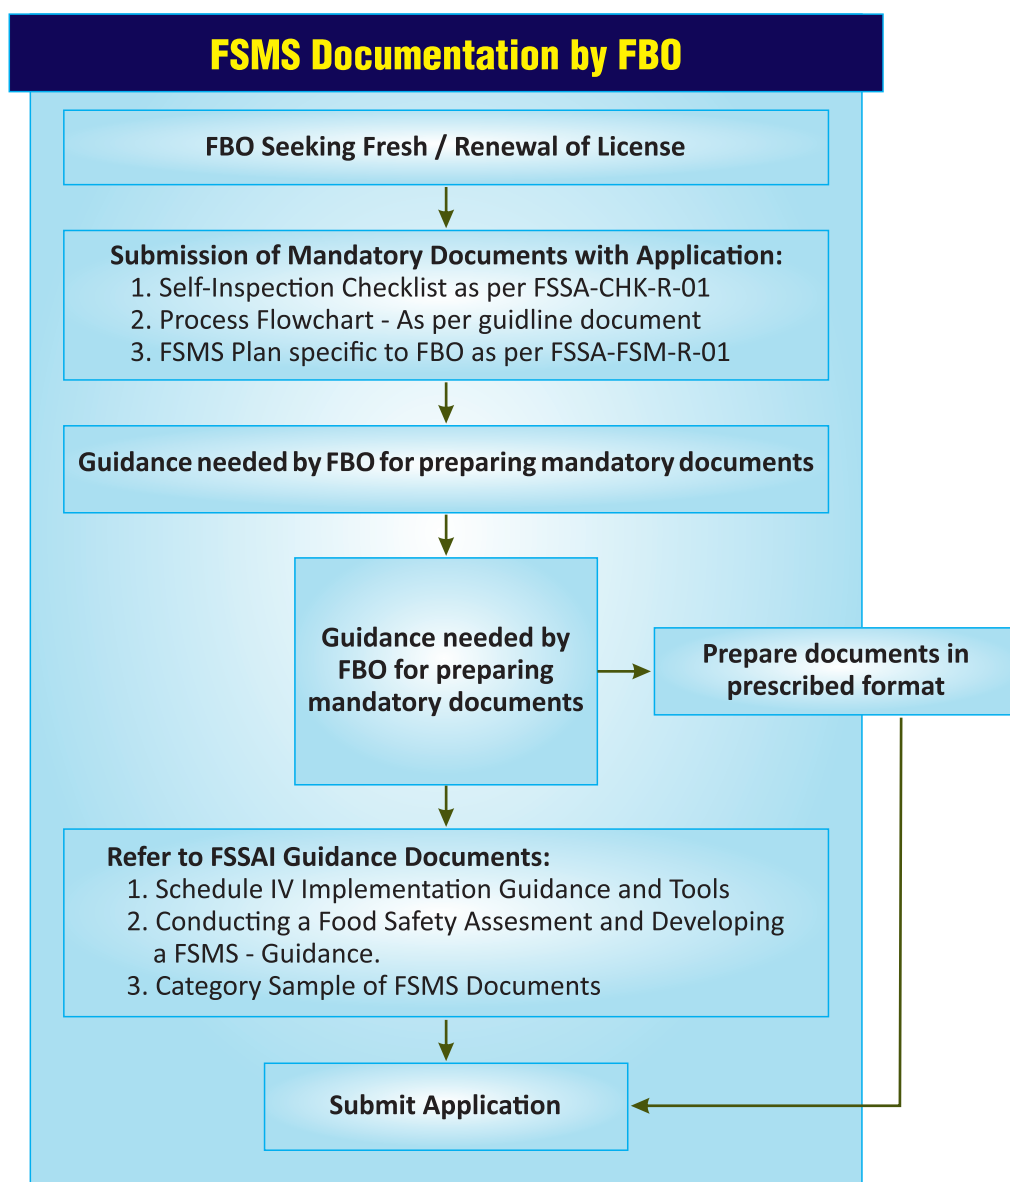 FSMS Documentation by FBO
FBO Seeking Fresh / Renewal of License
Submission of Mandatory Documents with Application:
1. Self-Inspection Checklist as per FSSA-CHK-R-01
2. Process Flowchart - As per guidline document
3. FSMS Plan specific to FBO as per FSSA-FSM-R-01
Guidance needed by FBO for preparing mandatory documents
Guidance needed by
FBO for preparing
mandatory documents
Prepare documents in
prescribed format
Refer to FSSAI Guidance Documents:
1. Schedule IV Implementation Guidance and Tools
2. Conducting a Food Safety Assesment and Developing
a FSMS - Guidance.
3. Category Sample of FSMS Documents
Submit Application